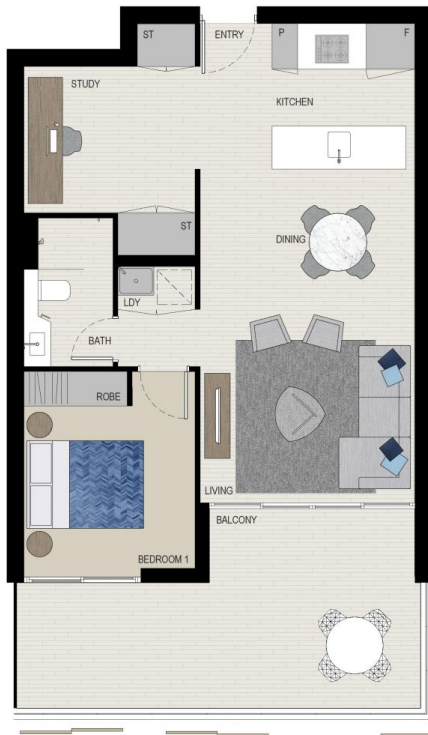 ST
ENTRY
P
F
STUDY
KITCHEN
ST
DINING
LDY
BATH
ROBE
LIVING
BALCONY
BEDROOM 1